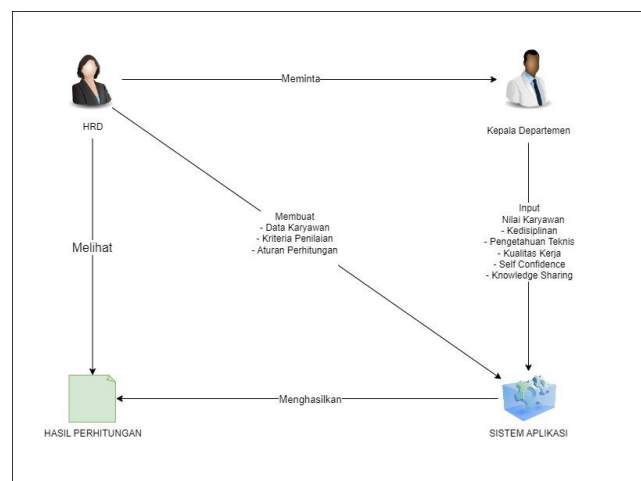 Meminta
HRD
Kepala Departemen
Membuat
- Data Karyawan
- Kriteria Penilaian
- Aturan Perhitungan
Input
Nilai Karyawan
- Kedisiplinan
- Pengetahuan Teknis
- Kualitas Kerja
- Self Confidence
- Knowledge Sharing
Melihat
Menghasilkan
HASIL PERHITUNGAN
SISTEM APLIKASI